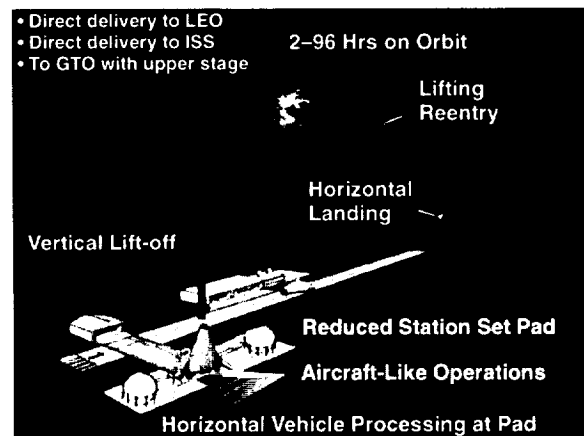 • Direct delivery to LEO
• Direct delivery to ISS
• To GTO with upper stage
2–96 Hrs on Orbit
Lifting
Reentry
Horizontal
Landing
Vertical Lift-off
Reduced Station Set Pad
Aircraft-Like Operations
Horizontal Vehicle Processing at Pad